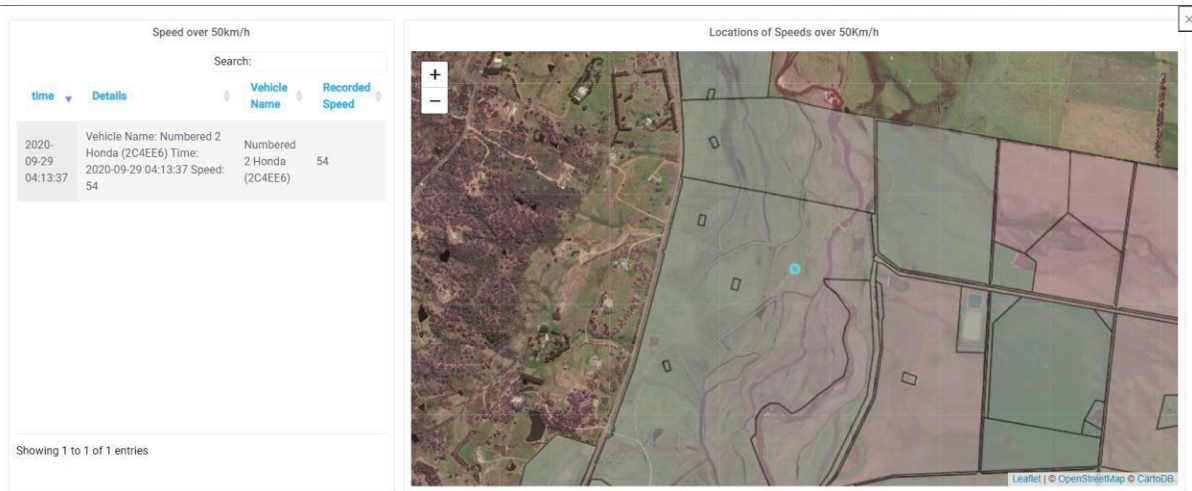 Speed over 50km/h
Search:
time Details Vehicle Name Recorded Speed
2020-09-29 04:13:37
Vehicle Name: Numbered 2
Honda (2C4EE6) Time:
2020-09-29 04:13:37 Speed:
54
Numbered
2 Honda
(2C4EE6)
54
Showing 1 to 1 of 1 entries
Locations of Speeds over 50Km/h
×
+
−
Leaflet | © OpenStreetMap © CartoDB